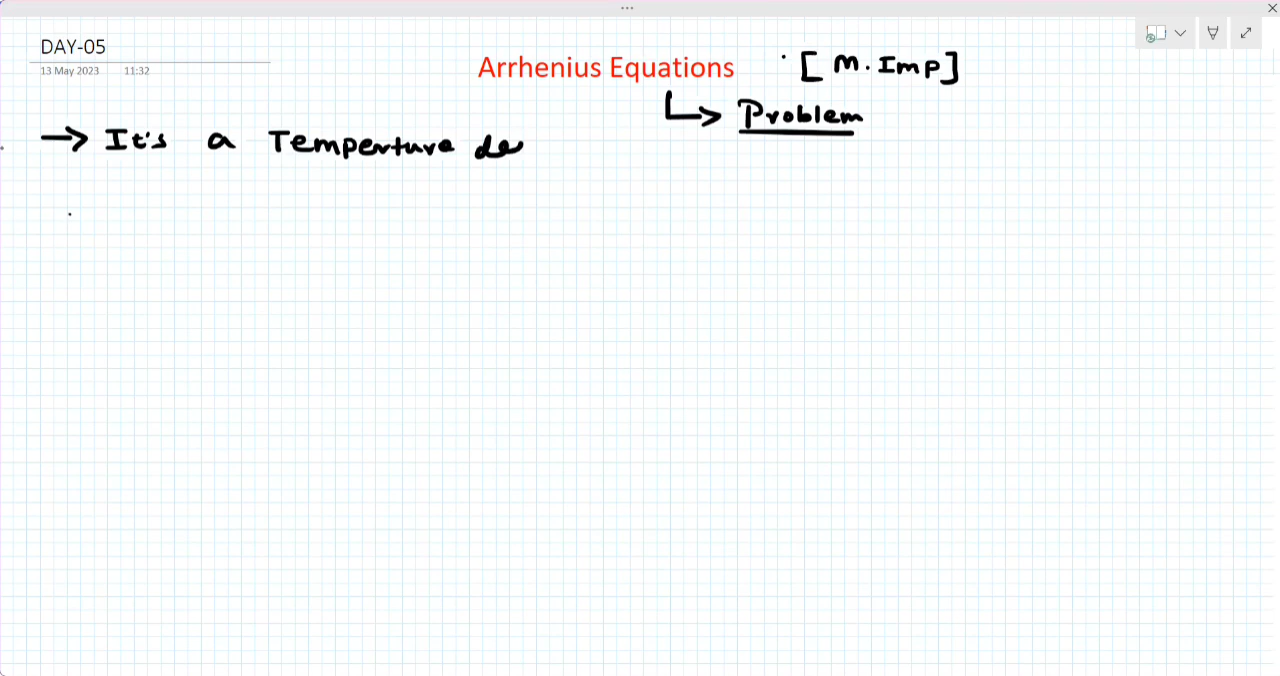 DAY-05
13 May 2023 11:32
Arrhenius Equations [M. Imp]
↳ Problem
→ It's a Temperture de